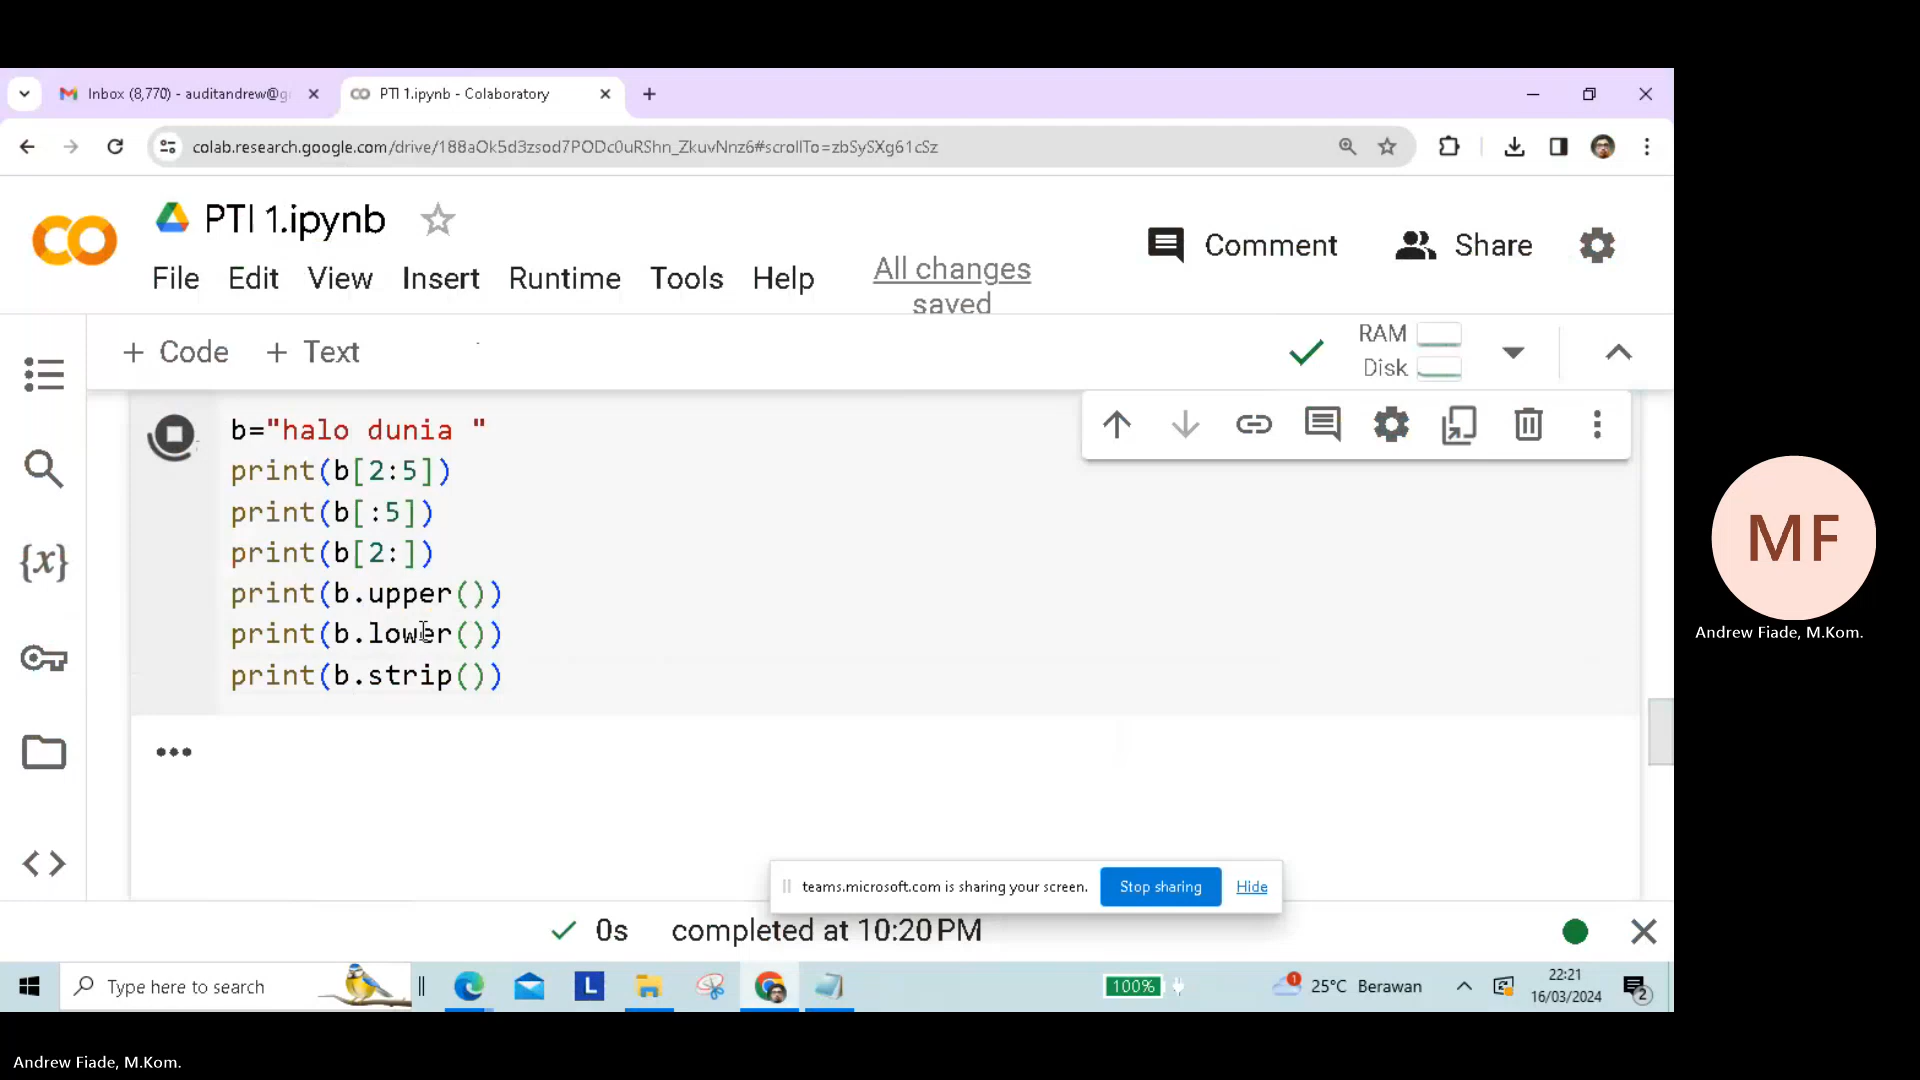 Inbox (8,770) - auditandrew@g
PTI 1.ipynb - Colaboratory
colab.research.google.com/drive/188aOk5d3zsod7PODc0uRShn_ZkuvNnz6#scrollTo=zbSySXg61cSz
PTI 1.ipynb
Comment
Share
File Edit View Insert Runtime Tools Help
All changes
saved
+ Code + Text
RAM
Disk
b="halo dunia "
print(b[2:5])
print(b[:5])
print(b[2:])
print(b.upper())
print(b.lower())
print(b.strip())
{x}
teams.microsoft.com is sharing your screen.
Stop sharing
Hide
0s completed at 10:20 PM
Type here to search
L
100%
1
25°C Berawan
22:21
16/03/2024
2
MF
Andrew Fiade, M.Kom.
Andrew Fiade, M.Kom.